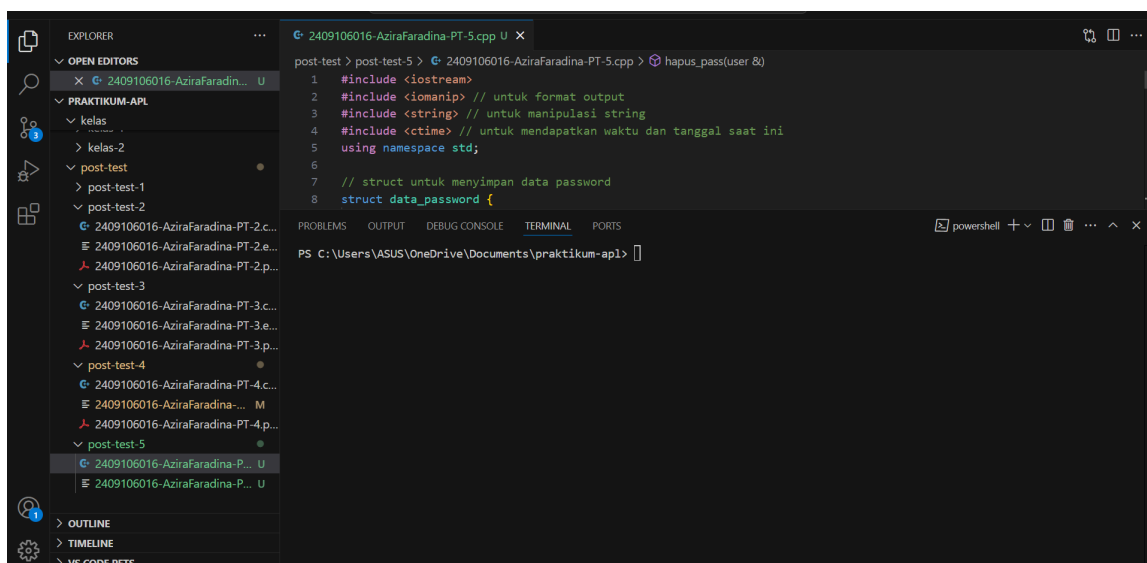 EXPLORER
OPEN EDITORS
2409106016-AziraFaradin... U
PRAKTIKUM-APL
kelas
kelas-2
post-test
post-test-1
post-test-2
2409106016-AziraFaradina-PT-2.c...
2409106016-AziraFaradina-PT-2.e...
2409106016-AziraFaradina-PT-2.p...
post-test-3
2409106016-AziraFaradina-PT-3.c...
2409106016-AziraFaradina-PT-3.e...
2409106016-AziraFaradina-PT-3.p...
post-test-4
2409106016-AziraFaradina-PT-4.c...
2409106016-AziraFaradina-... M
2409106016-AziraFaradina-PT-4.p...
post-test-5
2409106016-AziraFaradina-P... U
2409106016-AziraFaradina-P... U
OUTLINE
TIMELINE
VS CODE PETS
3
1
2409106016-AziraFaradina-PT-5.cpp U
post-test > post-test-5 > 2409106016-AziraFaradina-PT-5.cpp > hapus_pass(user &)
1 #include <iostream>
2 #include <iomanip> // untuk format output
3 #include <string> // untuk manipulasi string
4 #include <ctime> // untuk mendapatkan waktu dan tanggal saat ini
5 using namespace std;
6
7 // struct untuk menyimpan data password
8 struct data_password {
PROBLEMS OUTPUT DEBUG CONSOLE TERMINAL PORTS powershell
PS C:\Users\ASUS\OneDrive\Documents\praktikum-apl>